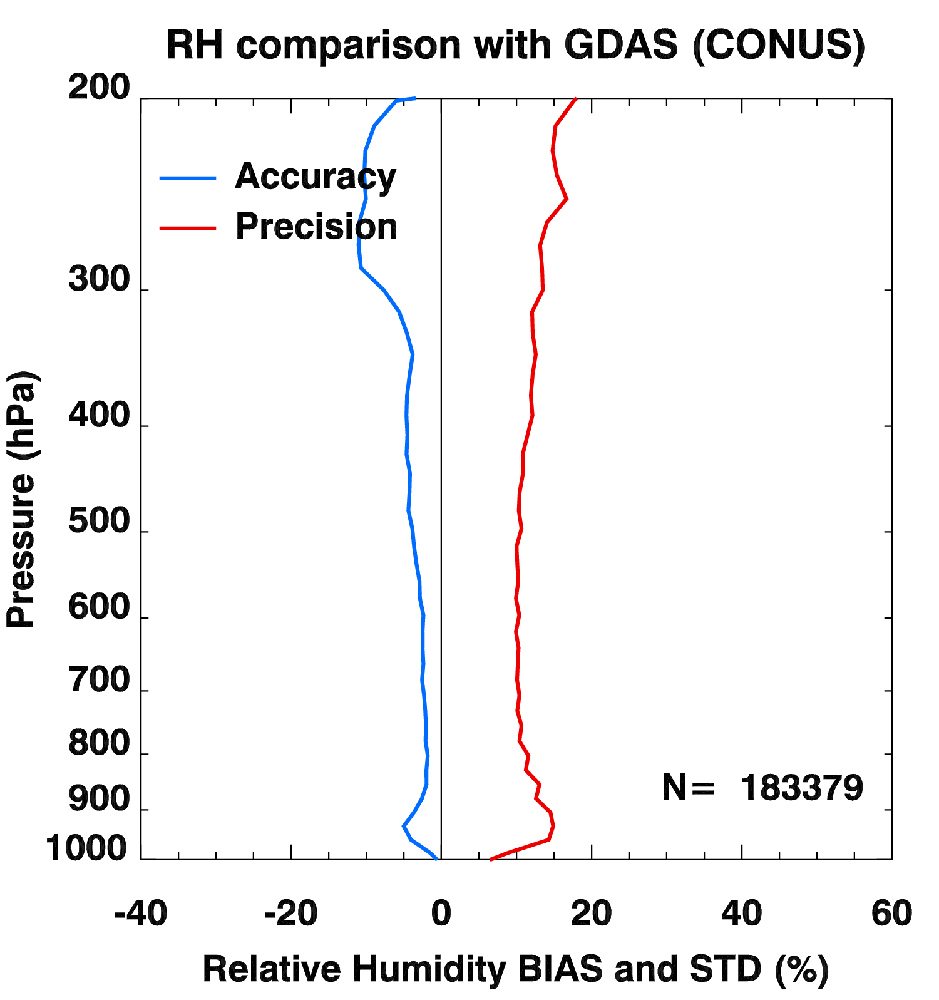 RH comparison with GDAS (CONUS)
200
300
400
500
600
700
800
900
1000
Pressure (hPa)
Accuracy
Precision
N= 183379
-40 -20 0 20 40 60
Relative Humidity BIAS and STD (%)